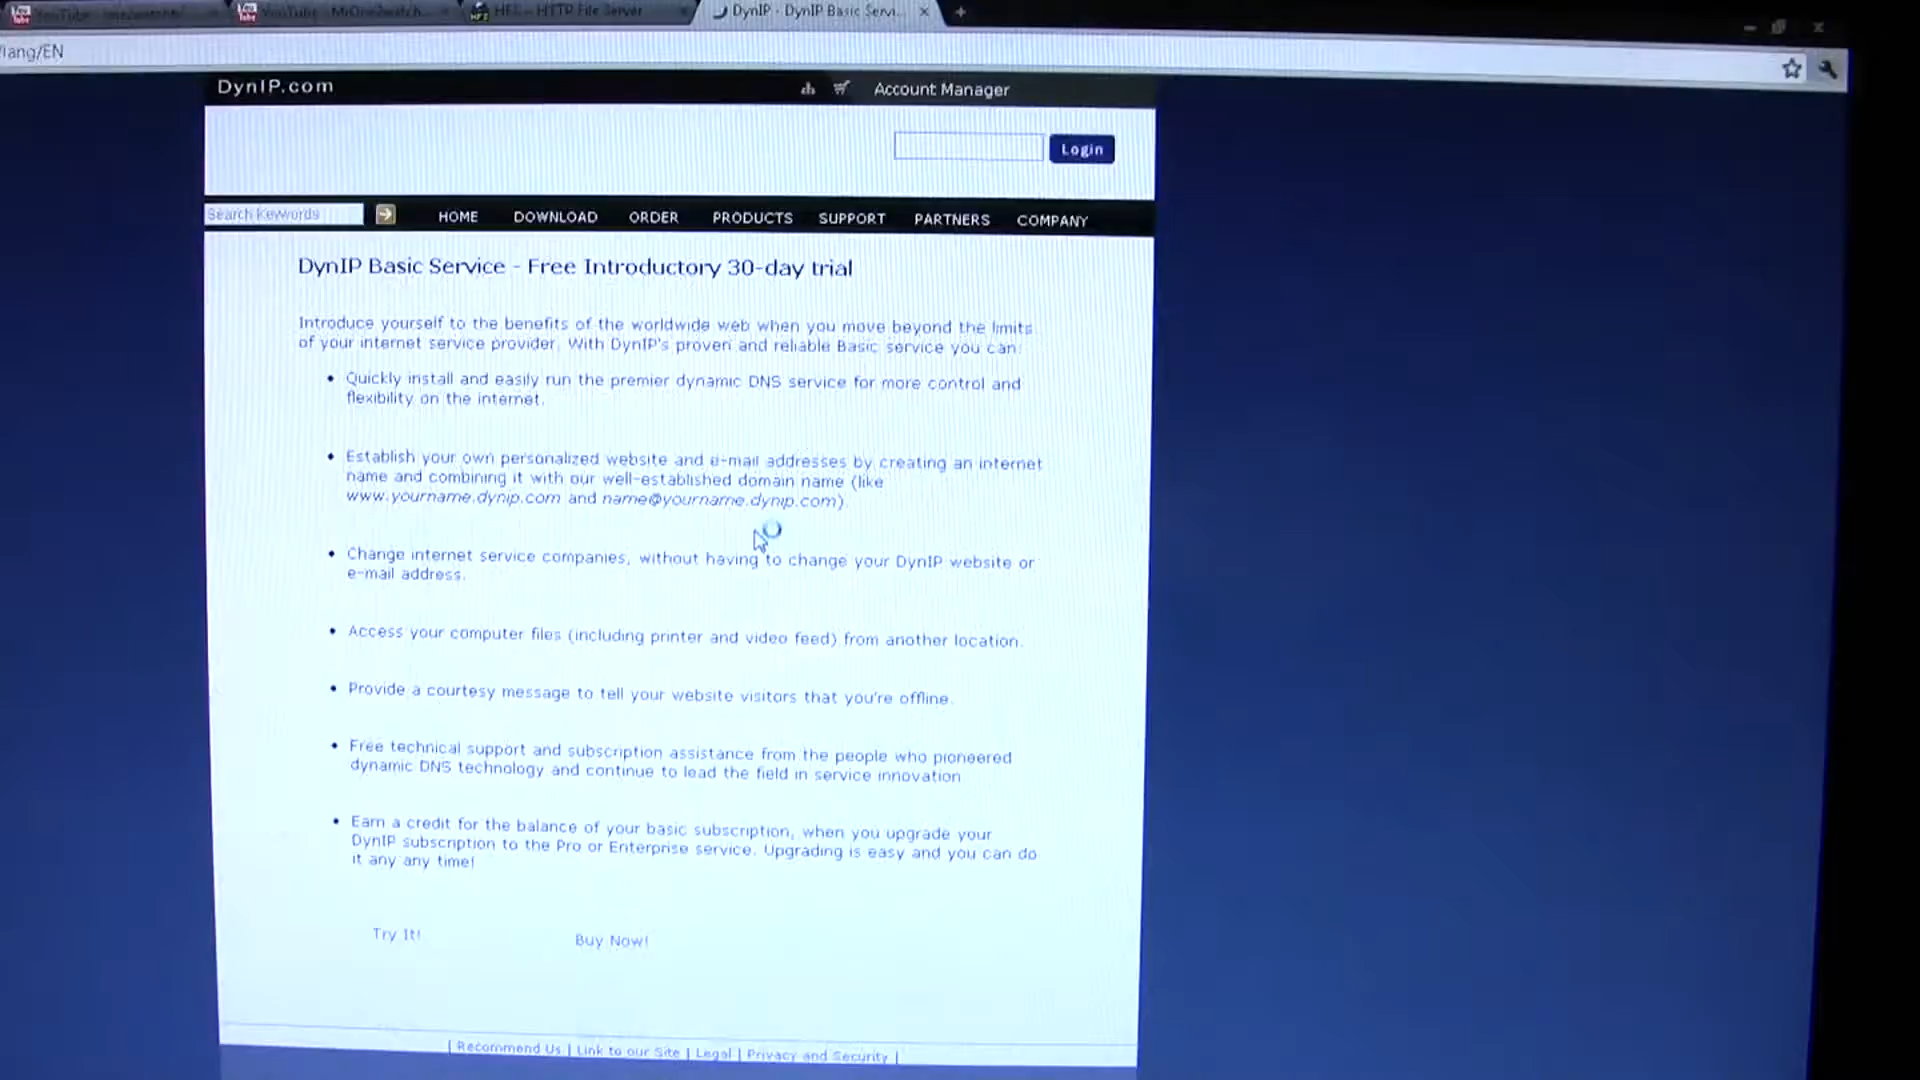 YouTube
YouTube - MrOne2watch...
HFS ~ HTTP File Server
DynIP - DynIP Basic Servi...
/lang/EN
DynIP.com
Account Manager
Login
Search Keywords
HOME DOWNLOAD ORDER PRODUCTS SUPPORT PARTNERS COMPANY
DynIP Basic Service - Free Introductory 30-day trial
Introduce yourself to the benefits of the worldwide web when you move beyond the limits
of your internet service provider. With DynIP's proven and reliable Basic service you can:
• Quickly install and easily run the premier dynamic DNS service for more control and
flexibility on the internet.
• Establish your own personalized website and e-mail addresses by creating an internet
name and combining it with our well-established domain name (like
www.yourname.dynip.com and name@yourname.dynip.com).
• Change internet service companies, without having to change your DynIP website or
e-mail address.
• Access your computer files (including printer and video feed) from another location.
• Provide a courtesy message to tell your website visitors that you're offline.
• Free technical support and subscription assistance from the people who pioneered
dynamic DNS technology and continue to lead the field in service innovation
• Earn a credit for the balance of your basic subscription, when you upgrade your
DynIP subscription to the Pro or Enterprise service. Upgrading is easy and you can do
it any any time!
Try It! Buy Now!
| Recommend Us | Link to our Site | Legal | Privacy and Security |